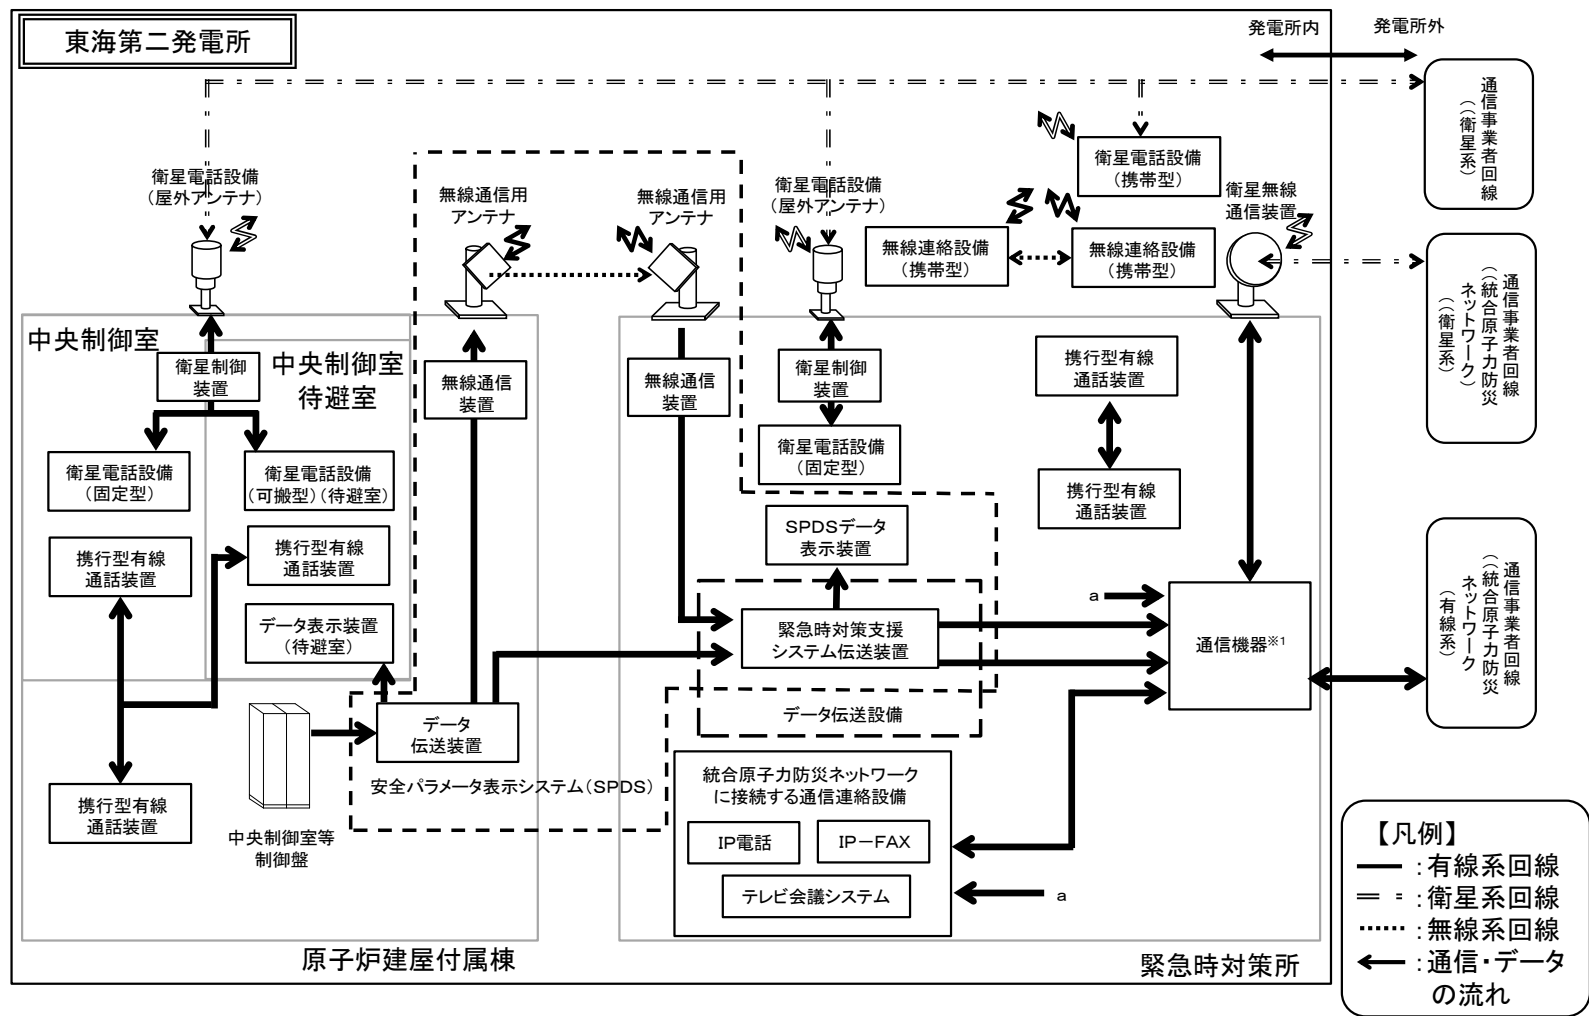 東海第二発電所
発電所内
発電所外
通信事業者回線
（（衛星系）
衛星電話設備
（屋外アンテナ）
無線通信用
アンテナ
無線通信用
アンテナ
衛星電話設備
（屋外アンテナ）
衛星電話設備
（携帯型）
無線連絡設備
（携帯型）
無線連絡設備
（携帯型）
衛星無線
通信装置
通信事業者回線
（（統合原子力防災
ネットワーク）
（（衛星系）
中央制御室
中央制御室
待避室
衛星制御
装置
無線通信
装置
無線通信
装置
衛星制御
装置
携行型有線
通話装置
衛星電話設備
（固定型）
衛星電話設備
（可搬型）（待避室）
衛星電話設備
（固定型）
携行型有線
通話装置
携行型有線
通話装置
携行型有線
通話装置
SPDSデータ
表示装置
データ表示装置
（待避室）
緊急時対策支援
システム伝送装置
a
通信機器※1
通信事業者回線
（（統合原子力防災
ネットワーク
（有線系）
データ伝送設備
データ
伝送装置
安全パラメータ表示システム（SPDS）
携行型有線
通話装置
中央制御室等
制御盤
統合原子力防災ネットワーク
に接続する通信連絡設備
IP電話
IP－FAX
テレビ会議システム
a
原子炉建屋付属棟
緊急時対策所
【凡例】
：有線系回線
：衛星系回線
：無線系回線
：通信・データ
の流れ